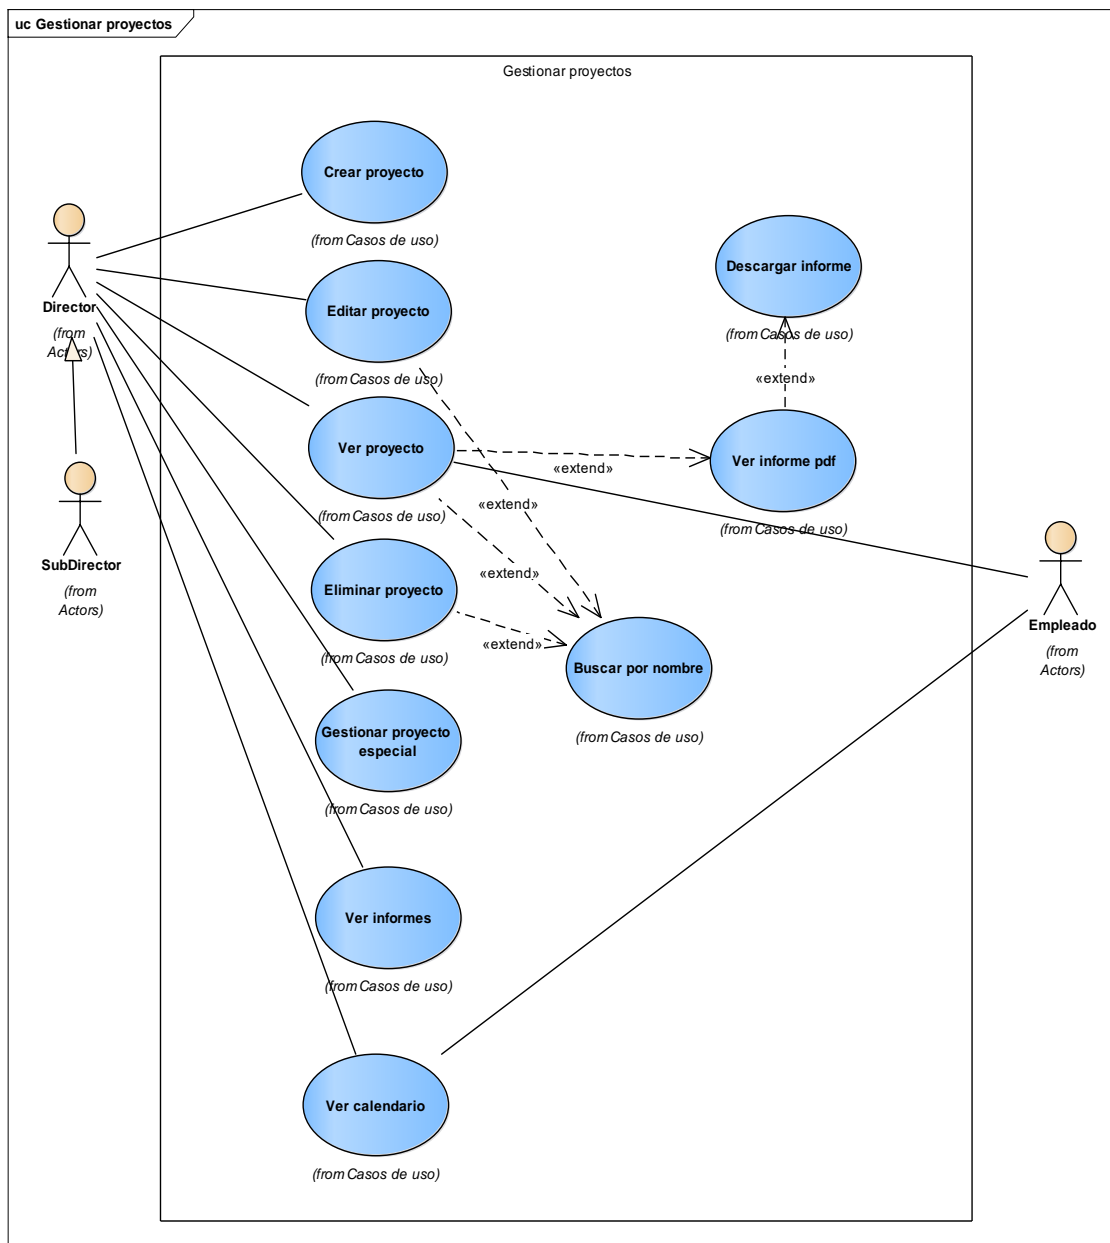 uc Gestionar proyectos
Gestionar proyectos
Crear proyecto
(from Casos de uso)
Director
(from
Actors)
Descargar informe
(from Casos de uso)
Editar proyecto
(from Casos de uso)
«extend»
Ver proyecto
(from Casos de uso)
«extend»
Ver informe pdf
(from Casos de uso)
«extend»
SubDirector
(from
Actors)
«extend»
Eliminar proyecto
(from Casos de uso)
«extend»
Buscar por nombre
(from Casos de uso)
Empleado
(from
Actors)
Gestionar proyecto
especial
(from Casos de uso)
Ver informes
(from Casos de uso)
Ver calendario
(from Casos de uso)